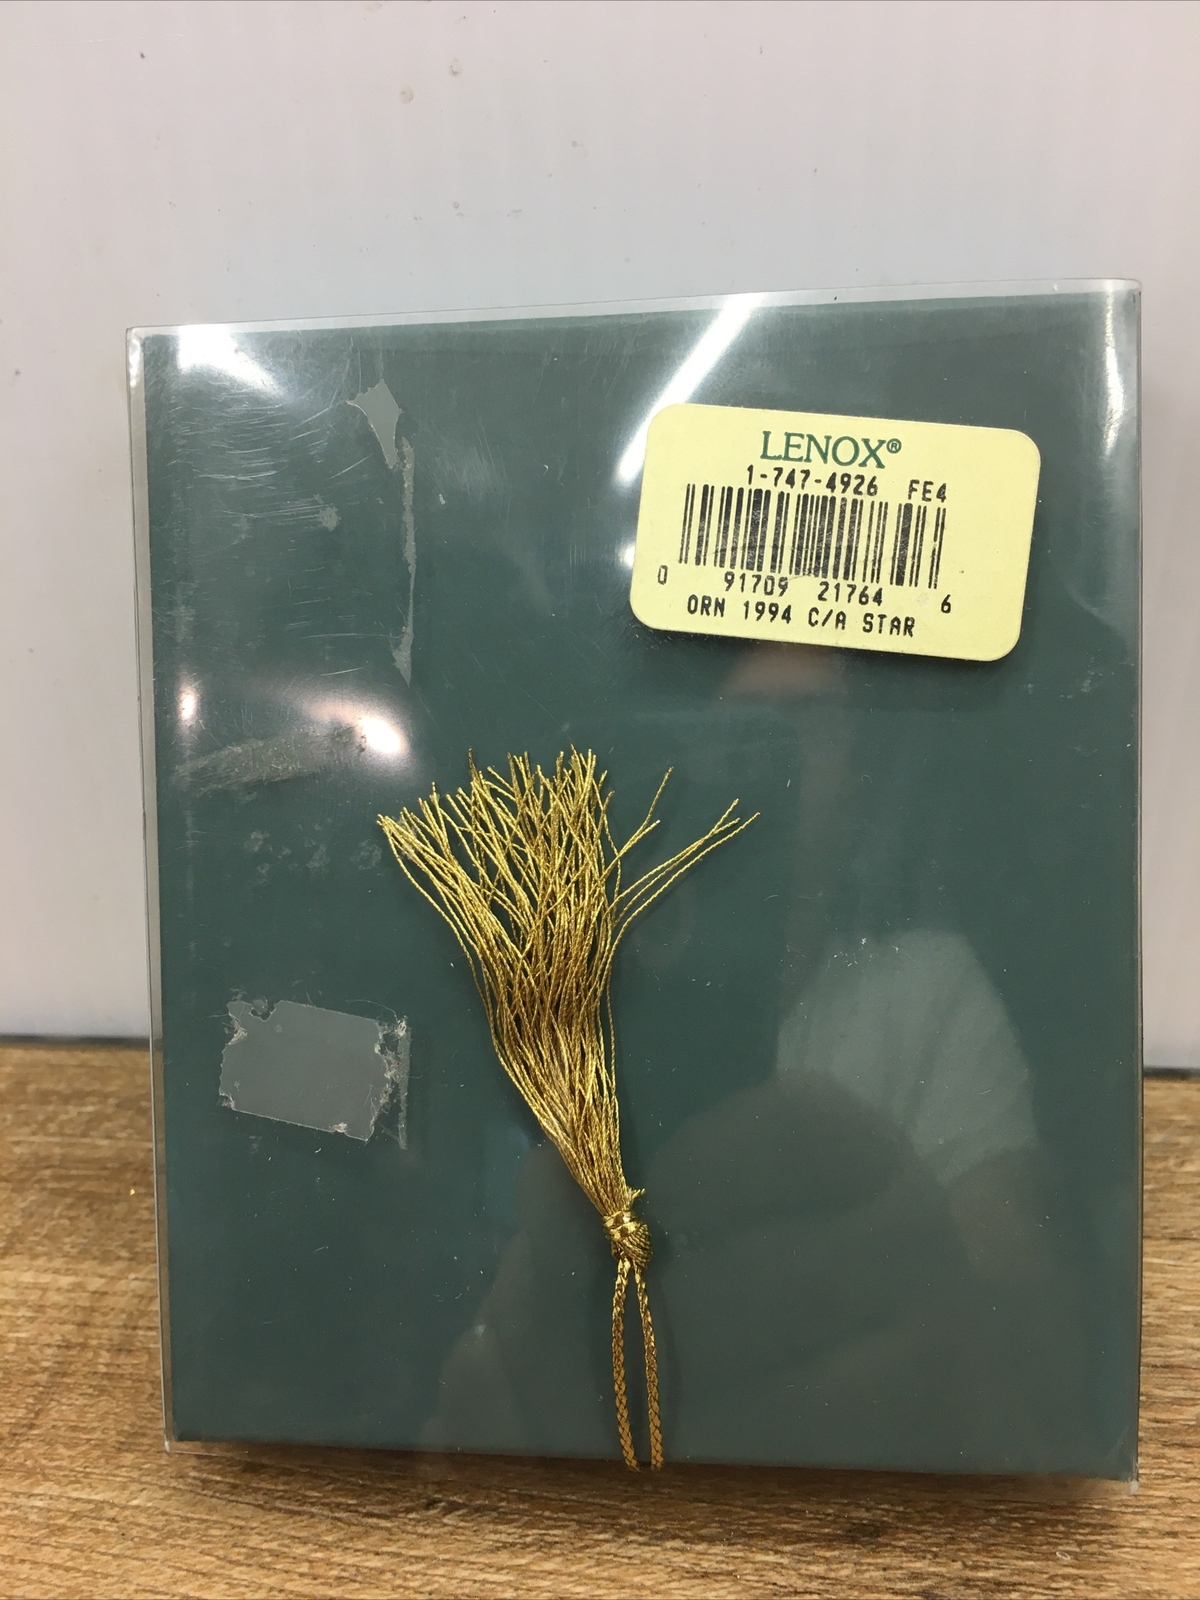 LENOX®
1-747-4926 FE4
0 91709 21764 6
ORN 1994 C/A STAR